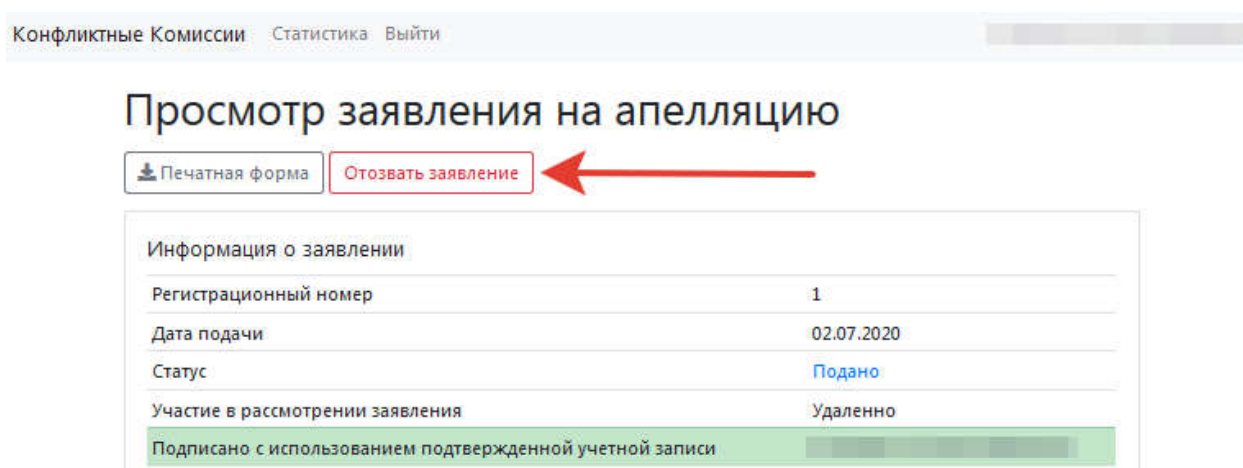 Конфликтные Комиссии Статистика Выйти
Просмотр заявления на апелляцию
Печатная форма Отозвать заявление
Информация о заявлении
Регистрационный номер 1
Дата подачи 02.07.2020
Статус Подано
Участие в рассмотрении заявления Удаленно
Подписано с использованием подтвержденной учетной записи